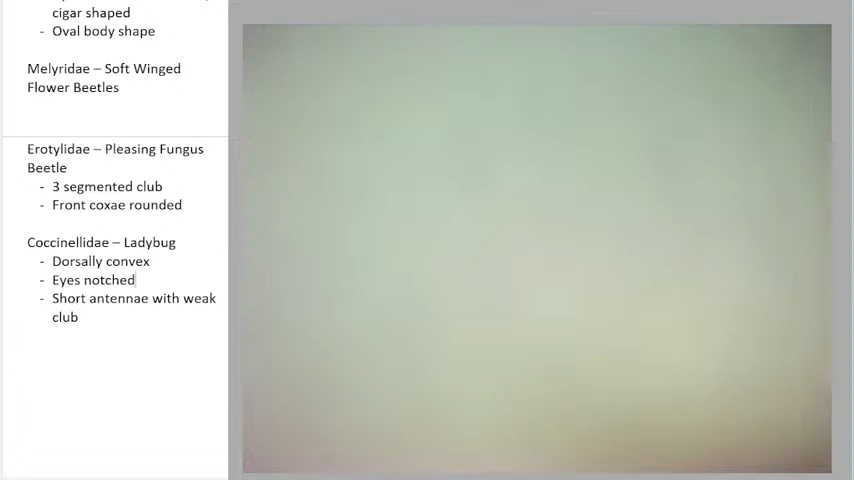 cigar shaped
- Oval body shape
Melyridae – Soft Winged
Flower Beetles
Erotylidae – Pleasing Fungus
Beetle
- 3 segmented club
- Front coxae rounded
Coccinellidae – Ladybug
- Dorsally convex
- Eyes notched
- Short antennae with weak
club